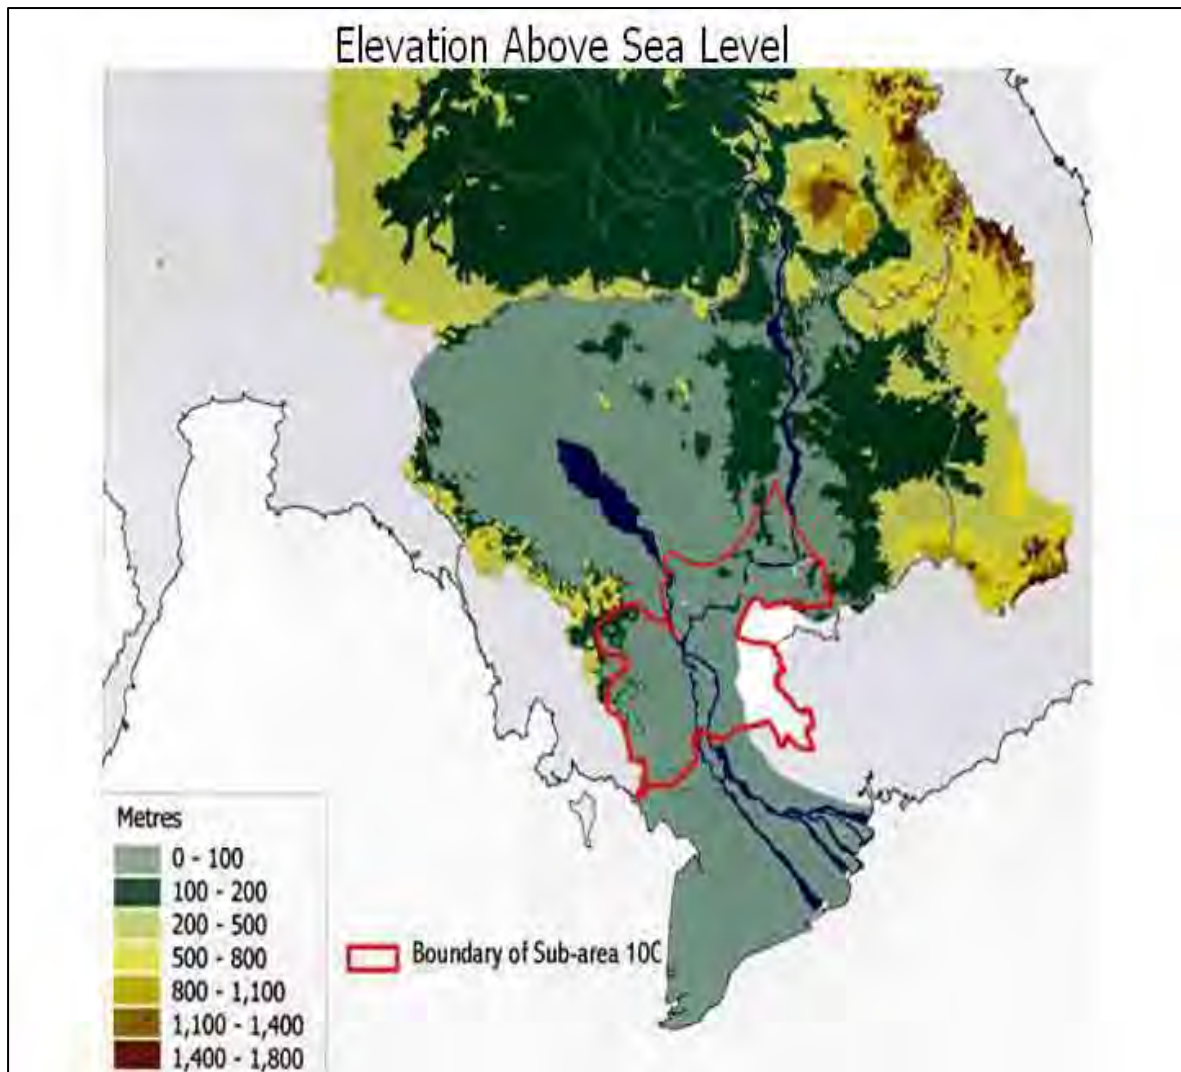 Elevation Above Sea Level
Metres
0 - 100
100 - 200
200 - 500
500 - 800
800 - 1,100
1,100 - 1,400
1,400 - 1,800
Boundary of Sub-area 10C